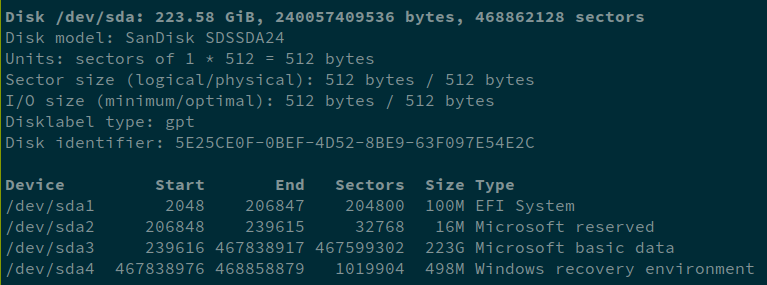 Disk /dev/sda: 223.58 GiB, 240057409536 bytes, 468862128 sectors
Disk model: SanDisk SDSSDA24
Units: sectors of 1 * 512 = 512 bytes
Sector size (logical/physical): 512 bytes / 512 bytes
I/O size (minimum/optimal): 512 bytes / 512 bytes
Disklabel type: gpt
Disk identifier: 5E25CE0F-0BEF-4D52-8BE9-63F097E54E2C

Device         Start       End   Sectors  Size Type
/dev/sda1       2048    206847    204800  100M EFI System
/dev/sda2     206848    239615     32768   16M Microsoft reserved
/dev/sda3     239616 467838917 467599302  223G Microsoft basic data
/dev/sda4  467838976 468858879   1019904  498M Windows recovery environment